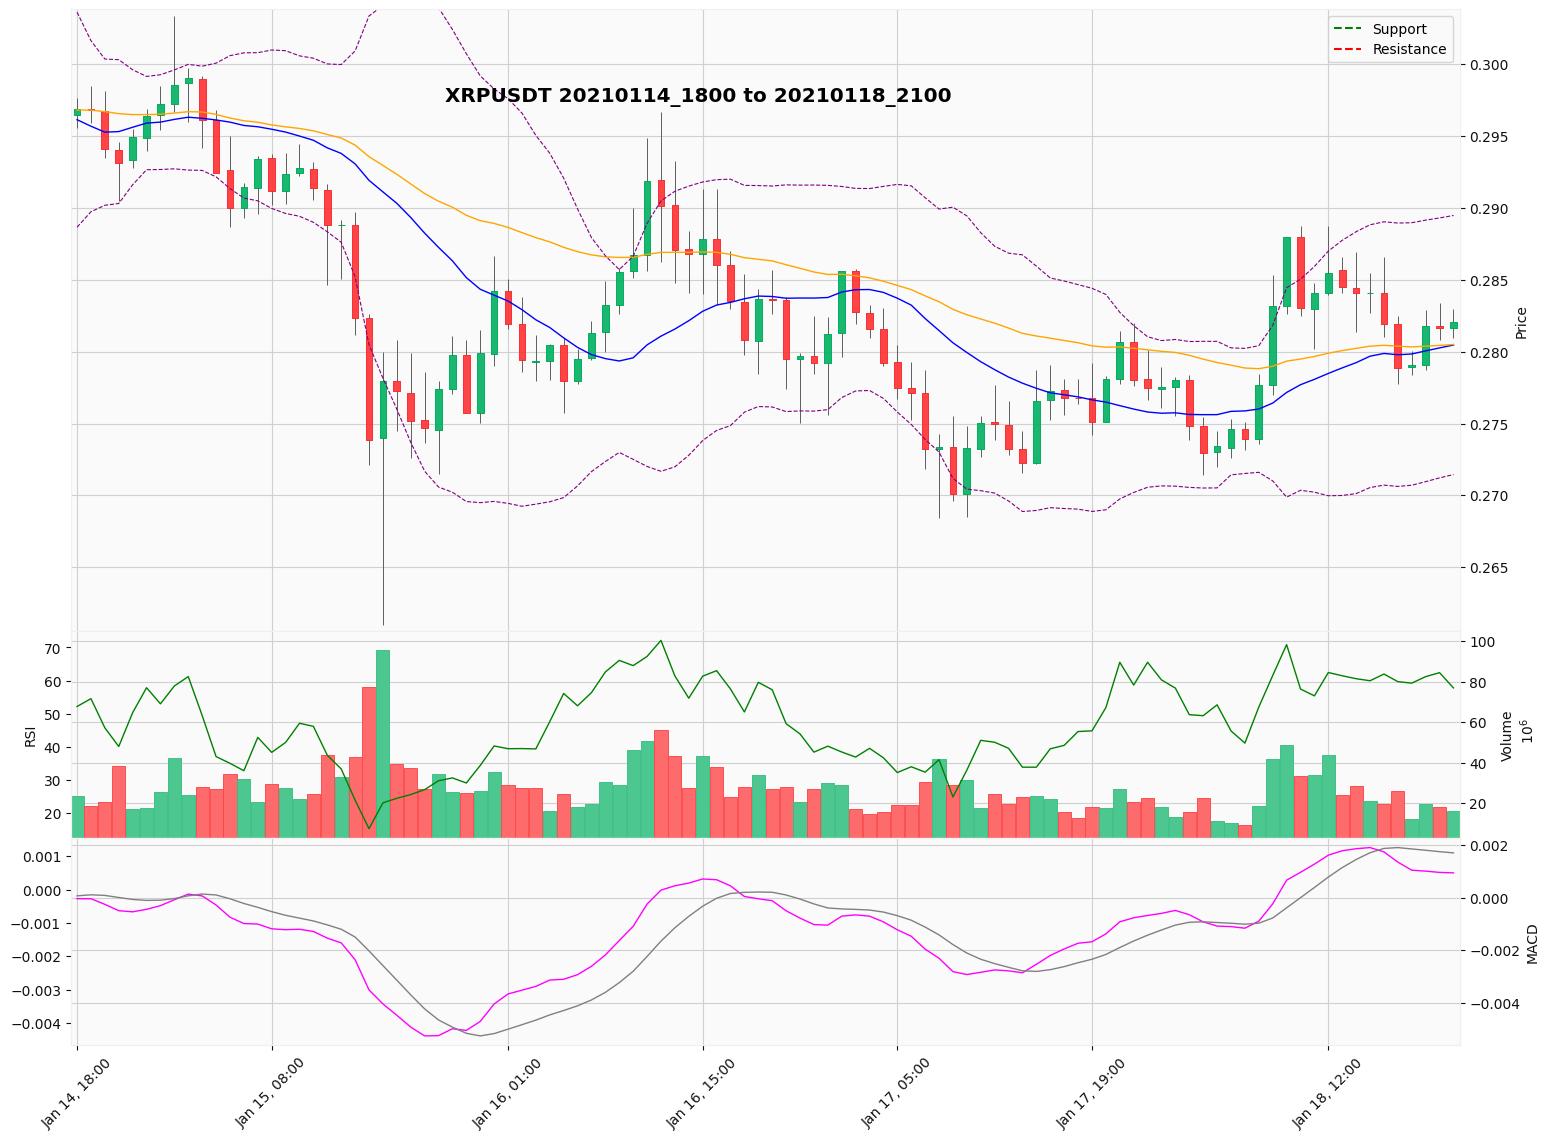 XRPUSDT 20210114_1800 to 20210118_2100
Support
Resistance
0.300
0.295
0.290
0.285
0.280
0.275
0.270
0.265
Price
70
60
50
40
30
20
RSI
100
80
60
40
20
Volume
10^6
0.001
0.000
−0.001
−0.002
−0.003
−0.004
0.002
0.000
−0.002
−0.004
MACD
Jan 14, 18:00
Jan 15, 08:00
Jan 16, 01:00
Jan 16, 15:00
Jan 17, 05:00
Jan 17, 19:00
Jan 18, 12:00